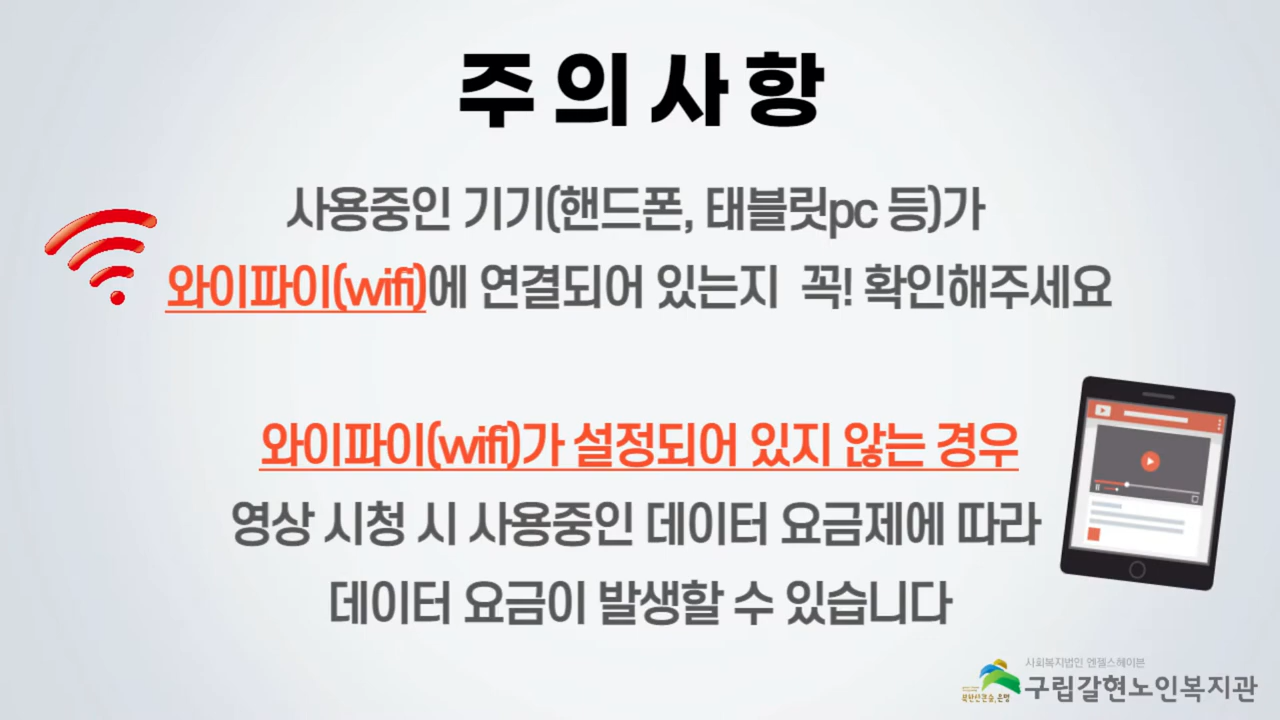 주의사항
사용중인 기기(핸드폰, 태블릿pc 등)가
와이파이(wifi)에 연결되어 있는지 꼭! 확인해주세요
와이파이(wifi)가 설정되어 있지 않는 경우
영상 시청 시 사용중인 데이터 요금제에 따라
데이터 요금이 발생할 수 있습니다
사회복지법인 엔젤스헤이븐
구립갈현노인복지관